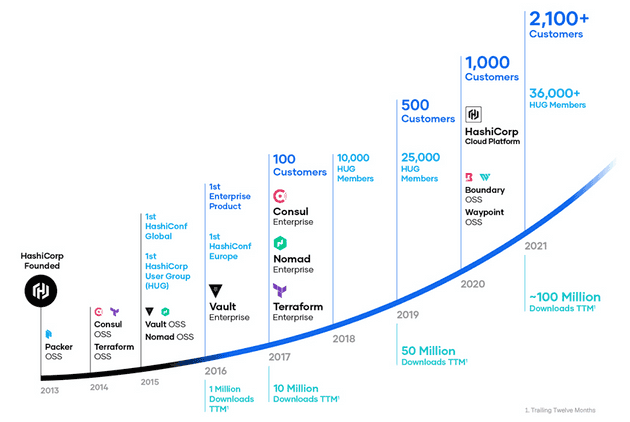 HashiCorp
Founded
Packer
OSS
2013
Consul
OSS
Terraform
OSS
2014
1st
HashiConf
Global
1st
HashiCorp
User Group
(HUG)
Vault OSS
Nomad OSS
2015
1st
Enterprise
Product
1st
HashiConf
Europe
Vault
Enterprise
2016
1 Million
Downloads
TTM¹
100
Customers
Consul
Enterprise
Nomad
Enterprise
Terraform
Enterprise
2017
10 Million
Downloads TTM¹
10,000
HUG
Members
2018
500
Customers
25,000
HUG
Members
2019
50 Million
Downloads TTM¹
1,000
Customers
HashiCorp
Cloud Platform
Boundary
OSS
Waypoint
OSS
2020
2,100+
Customers
36,000+
HUG Members
2021
~100 Million
Downloads TTM¹
1. Trailing Twelve Months